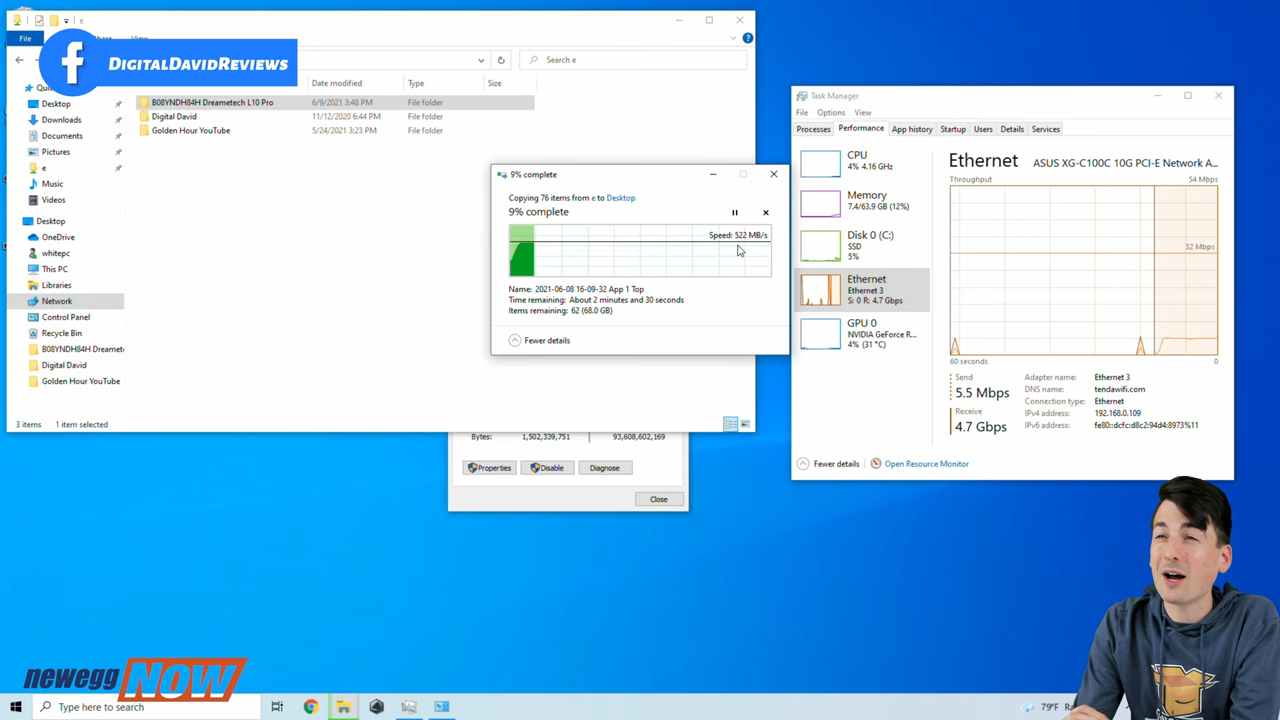 e
File
Share
View
DigitalDavidReviews
Search e
Date modified
Type
Size
Desktop
Downloads
Documents
Pictures
e
Music
Videos
Desktop
OneDrive
whitepc
This PC
Libraries
Network
Control Panel
Recycle Bin
B08YNDH84H Dreamet
Digital David
Golden Hour YouTube
B08YNDH84H Dreametech L10 Pro
6/9/2021 3:48 PM
File folder
Digital David
11/12/2020 6:44 PM
File folder
Golden Hour YouTube
5/24/2021 3:23 PM
File folder
3 items
1 item selected
9% complete
Copying 76 items from e to Desktop
9% complete
Speed: 522 MB/s
Name: 2021-06-08 16-09-32 App 1 Top
Time remaining: About 2 minutes and 30 seconds
Items remaining: 62 (68.0 GB)
Fewer details
Bytes:
1,502,339,751
93,608,602,169
Properties
Disable
Diagnose
Close
Task Manager
File
Options
View
Processes
Performance
App history
Startup
Users
Details
Services
CPU
4% 4.16 GHz
Memory
7.4/63.9 GB (12%)
Disk 0 (C:)
SSD
5%
Ethernet
Ethernet 3
S: 0 R: 4.7 Gbps
GPU 0
NVIDIA GeForce R...
4% (31 °C)
Ethernet
ASUS XG-C100C 10G PCI-E Network A...
Throughput
54 Mbps
32 Mbps
60 seconds
0
Send
5.5 Mbps
Receive
4.7 Gbps
Adapter name:
Ethernet 3
DNS name:
tendawifi.com
Connection type:
Ethernet
IPv4 address:
192.168.0.109
IPv6 address:
fe80::dcfc:d8c2:94d4:8973%11
Fewer details
Open Resource Monitor
newegg NOW
Type here to search
79°F